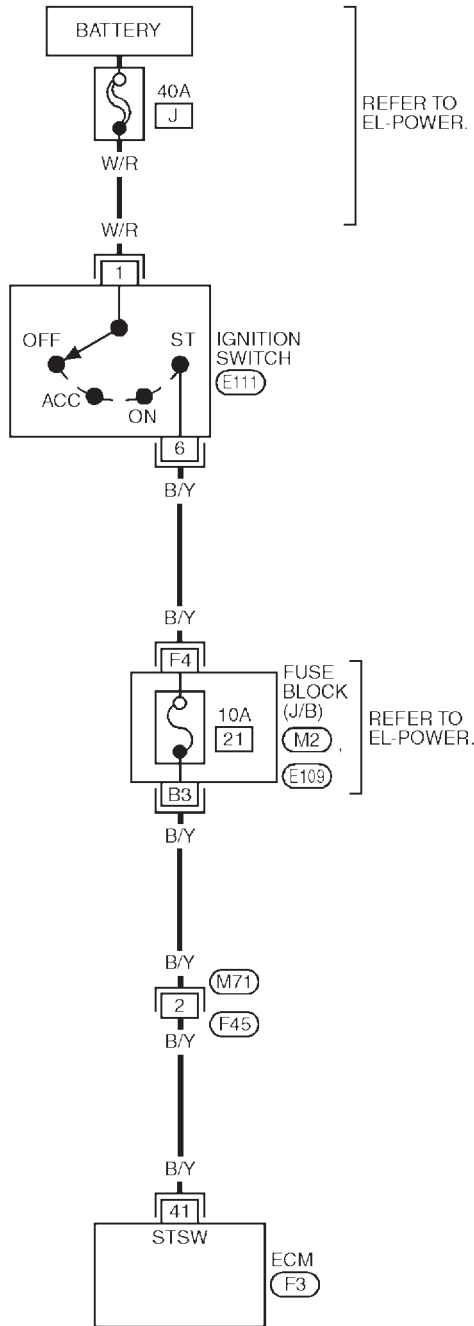 BATTERY
40A
J
REFER TO
EL-POWER.
W/R
W/R
1
OFF
ST
ACC
ON
IGNITION
SWITCH
E111
6
B/Y
B/Y
F4
FUSE
BLOCK
(J/B)
10A
21
M2 ,
E109
REFER TO
EL-POWER.
B3
B/Y
B/Y
M71
2
F45
B/Y
B/Y
41
STSW
ECM
F3